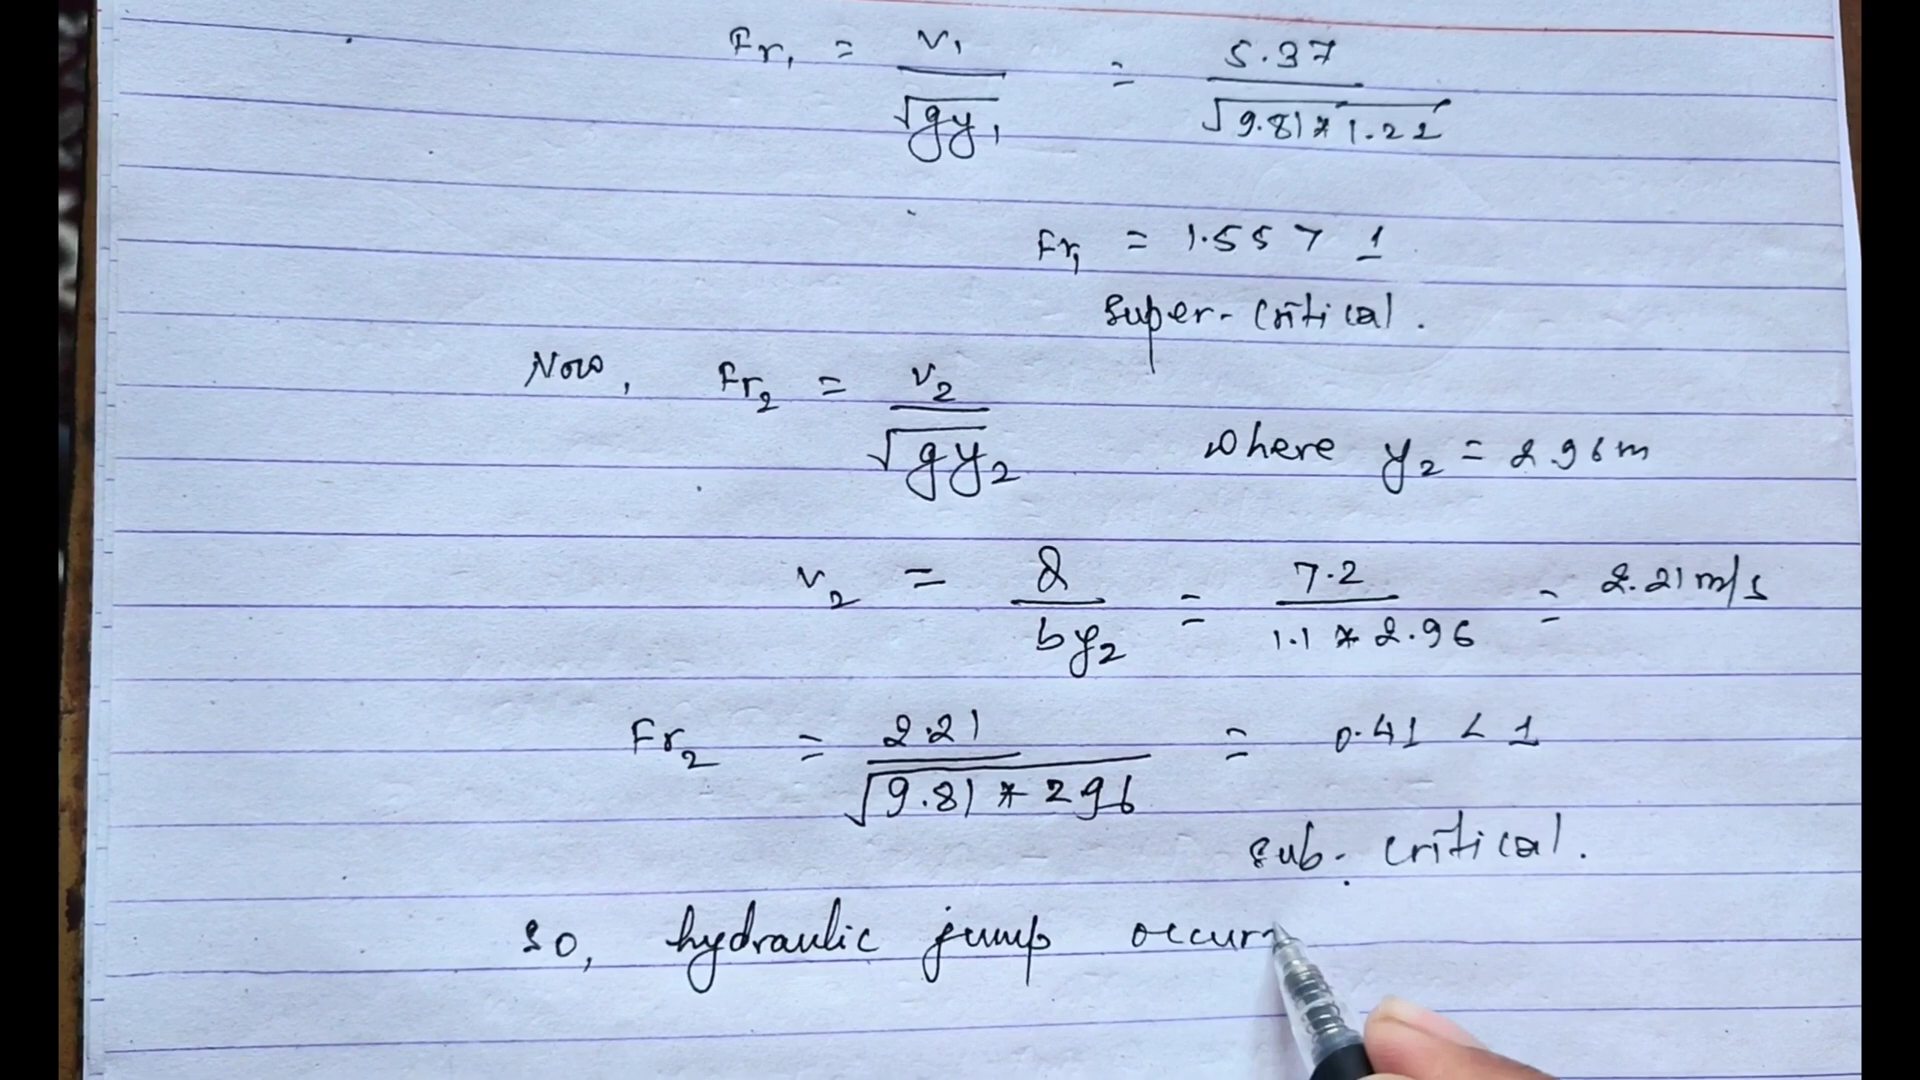 Fr₁ = v₁ / √gy₁ = 5.37 / √9.81*1.22
Fr₁ = 1.55 > 1
super-critical.
Now, Fr₂ = v₂ / √gy₂ where y₂ = 2.96m
v₂ = Q / by₂ = 7.2 / 1.1 * 2.96 = 2.21 m/s
Fr₂ = 2.21 / √9.81 * 2.96 = 0.41 < 1
sub-critical.
so, hydraulic jump occur